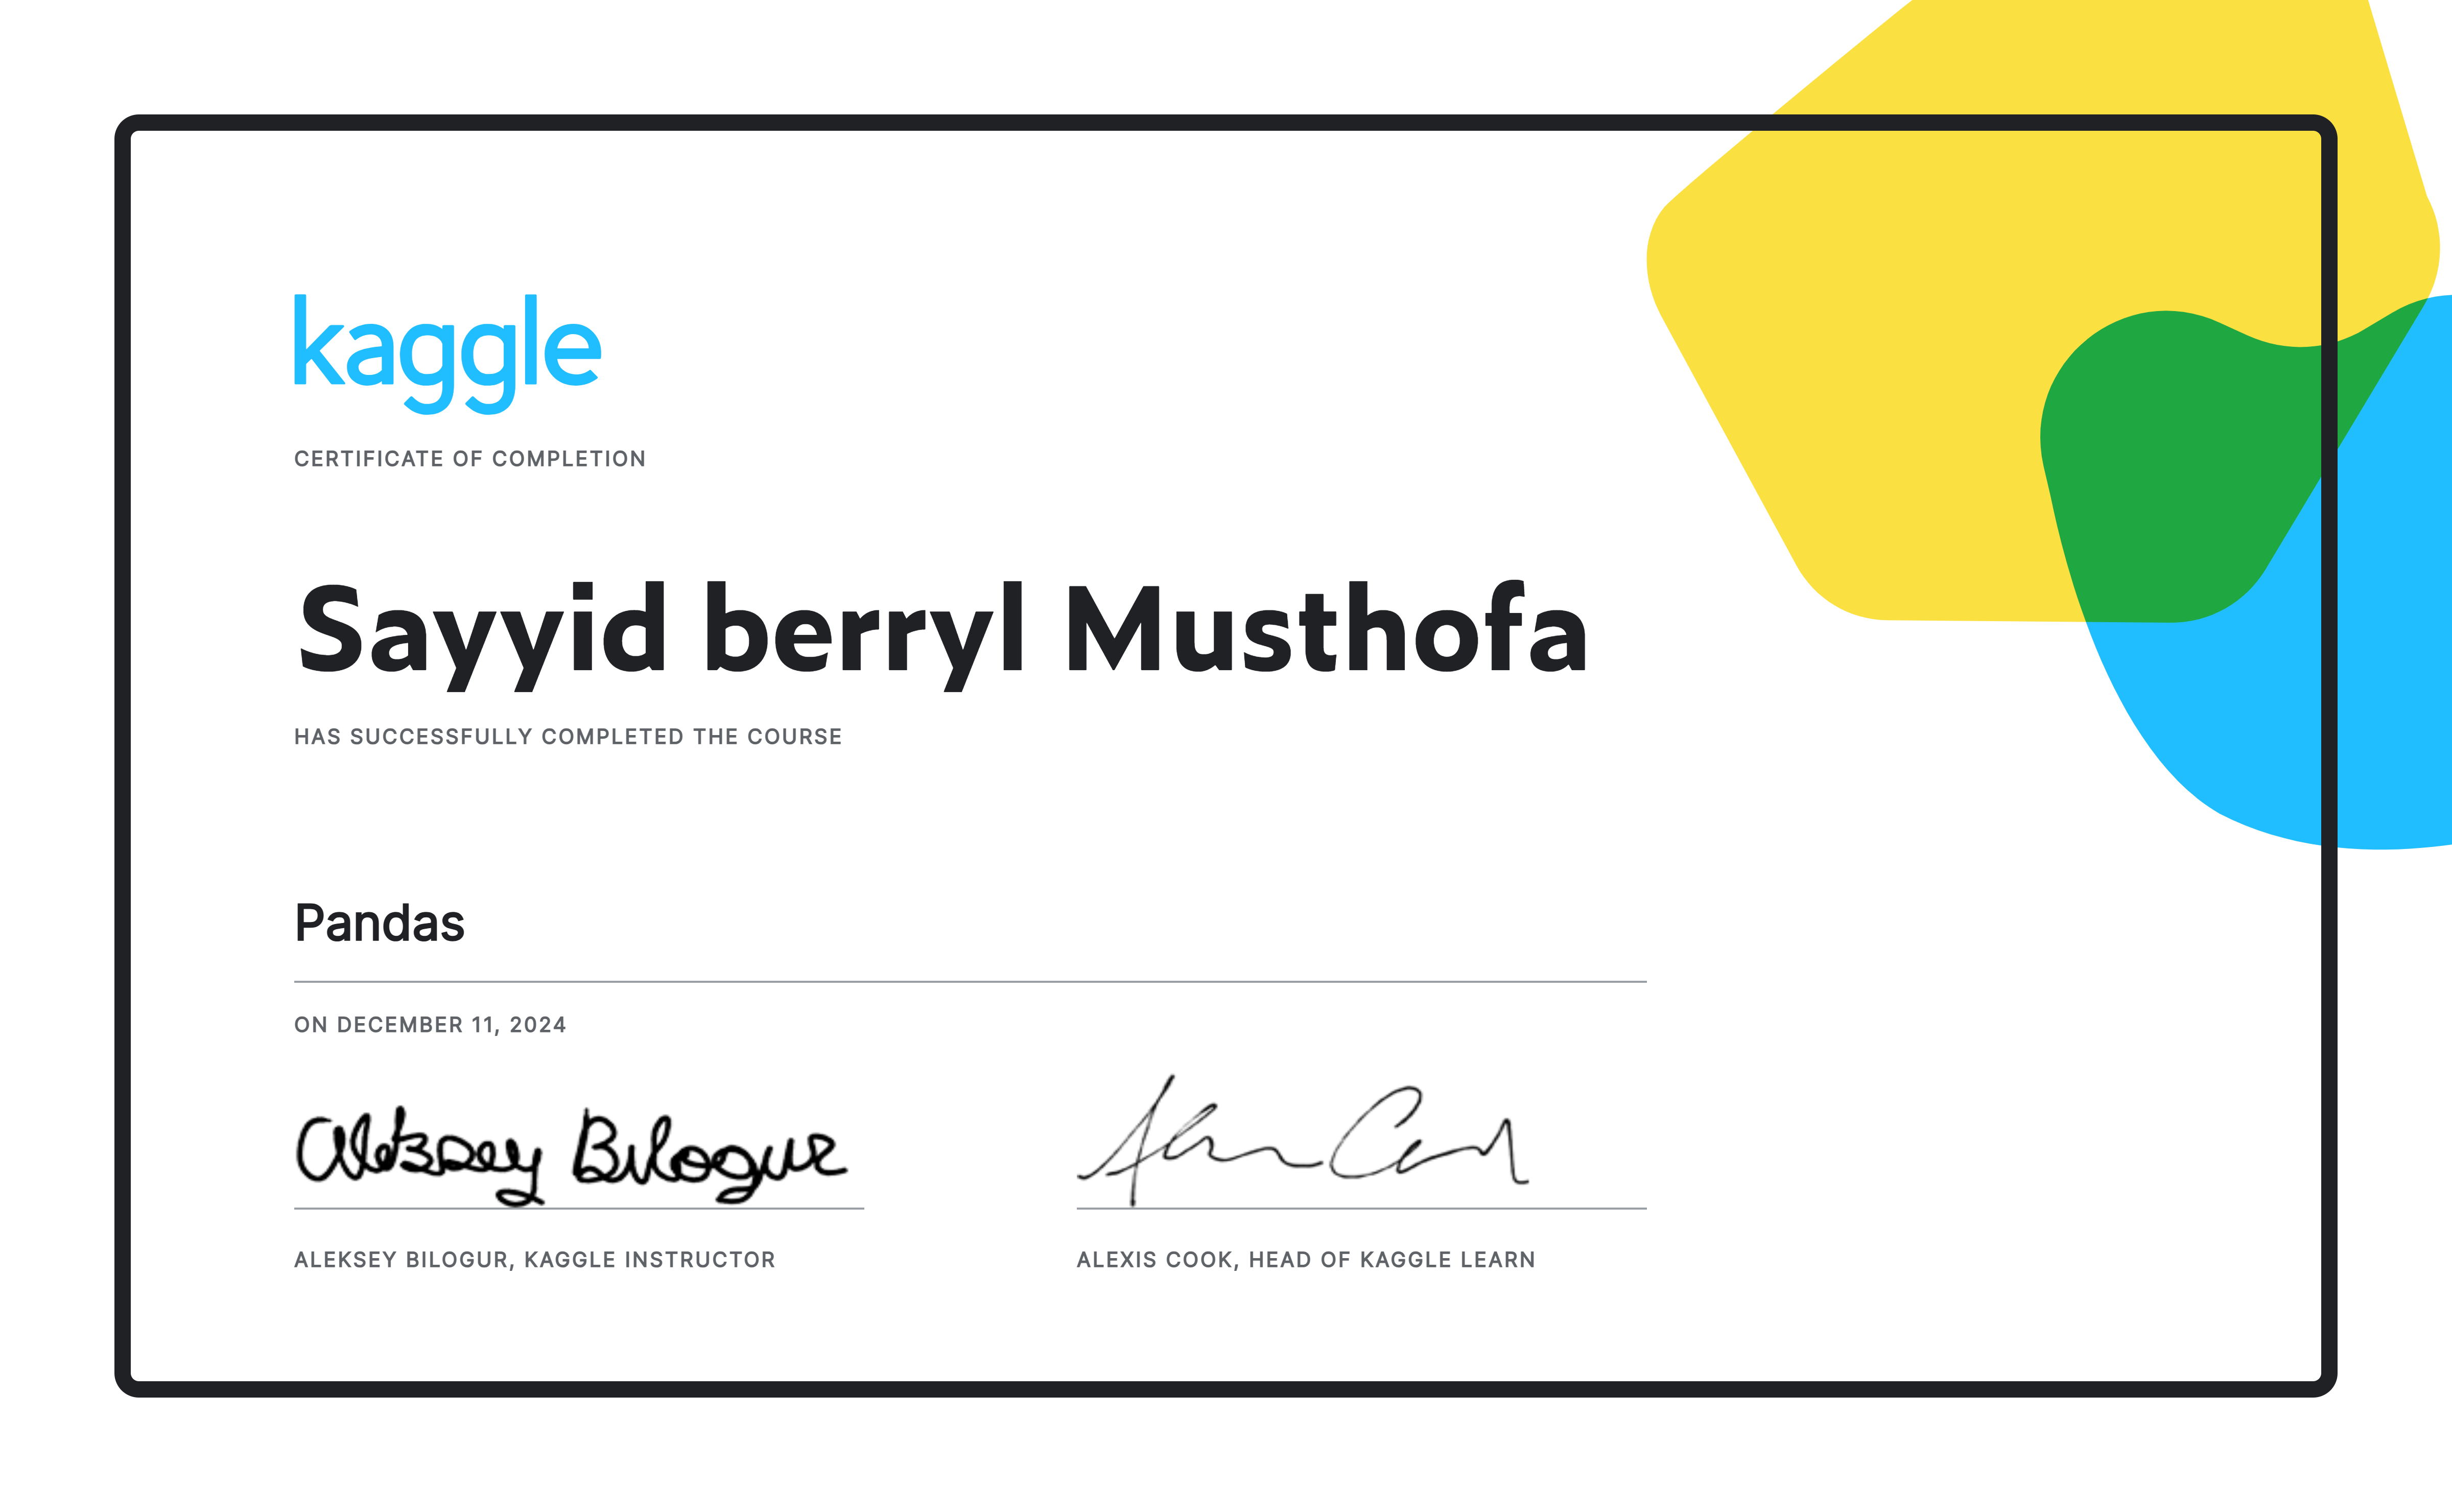 kaggle
CERTIFICATE OF COMPLETION
Sayyid berryl Musthofa
HAS SUCCESSFULLY COMPLETED THE COURSE
Pandas
ON DECEMBER 11, 2024
Aleksey Bilogur
ALEKSEY BILOGUR, KAGGLE INSTRUCTOR
ALEXIS COOK, HEAD OF KAGGLE LEARN